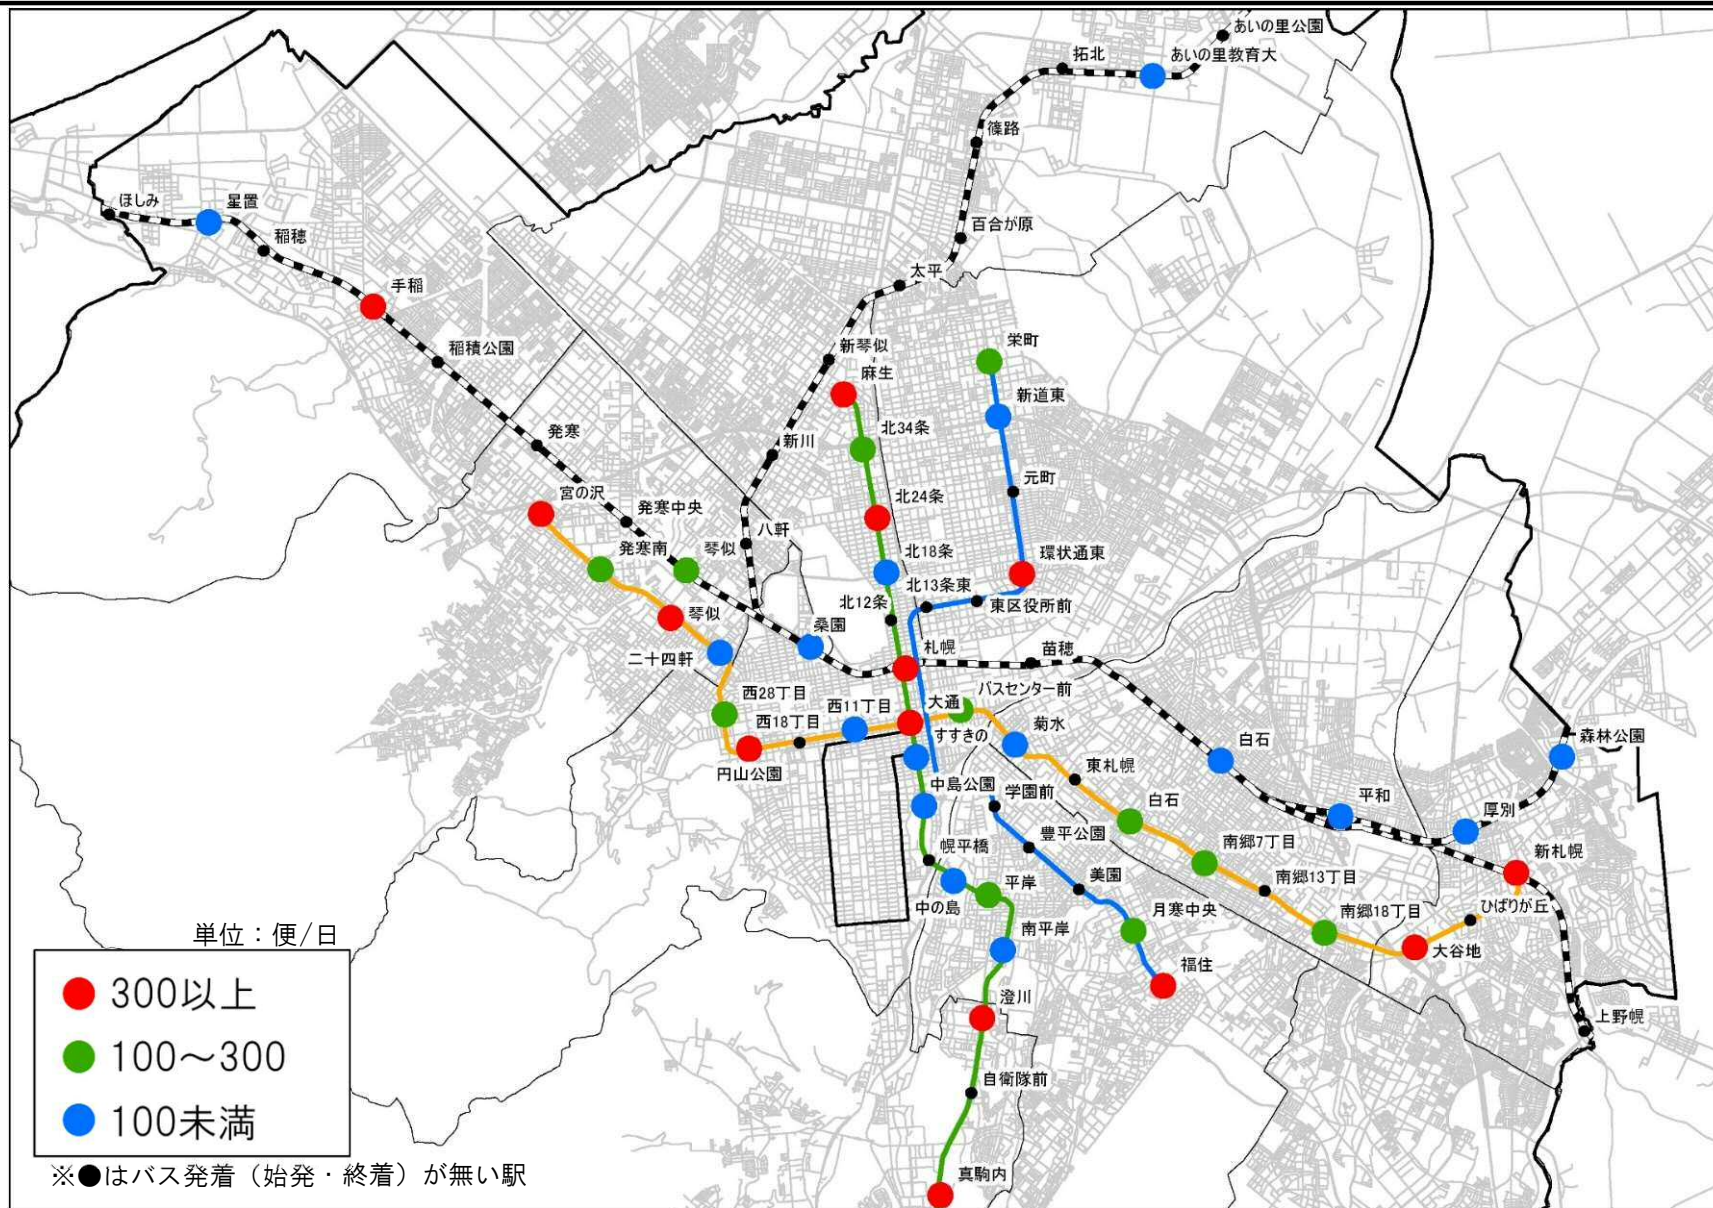 あいの里公園
拓北
あいの里教育大
篠路
ほしみ
星置
稲穂
百合が原
太平
手稲
稲積公園
新琴似
麻生
栄町
新道東
発寒
新川
北34条
元町
宮の沢
発寒中央
八軒
北24条
発寒南
琴似
北18条
環状通東
北13条東
北12条
東区役所前
琴似
桑園
二十四軒
札幌
苗穂
西28丁目
西18丁目
西11丁目
大通
バスセンター前
すすきの
菊水
円山公園
白石
森林公園
中島公園
学園前
東札幌
平和
厚別
豊平公園
白石
幌平橋
美園
南郷7丁目
新札幌
平岸
南郷13丁目
中の島
月寒中央
南郷18丁目
ひばりが丘
南平岸
大谷地
福住
澄川
上野幌
自衛隊前
真駒内
単位：便/日
300以上
100～300
100未満
※●はバス発着（始発・終着）が無い駅